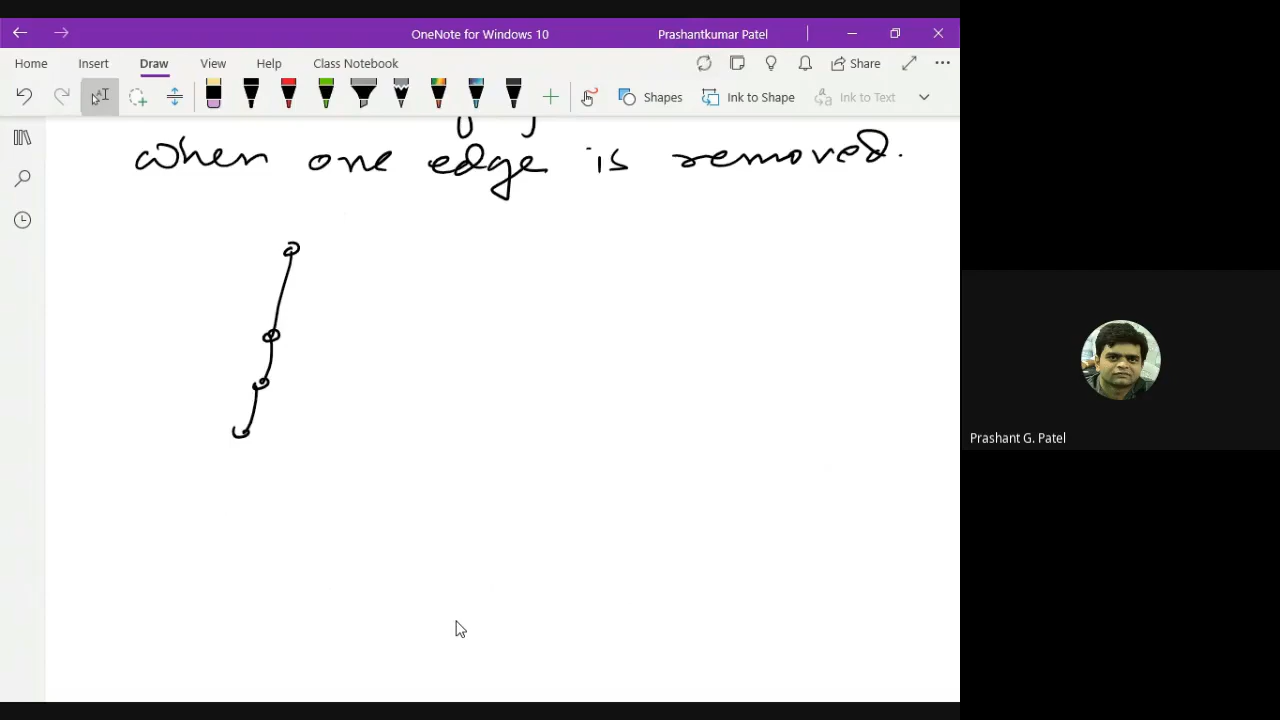 OneNote for Windows 10 Prashantkumar Patel
Home Insert Draw View Help Class Notebook Share
Shapes Ink to Shape Ink to Text
when one edge is removed.
Prashant G. Patel